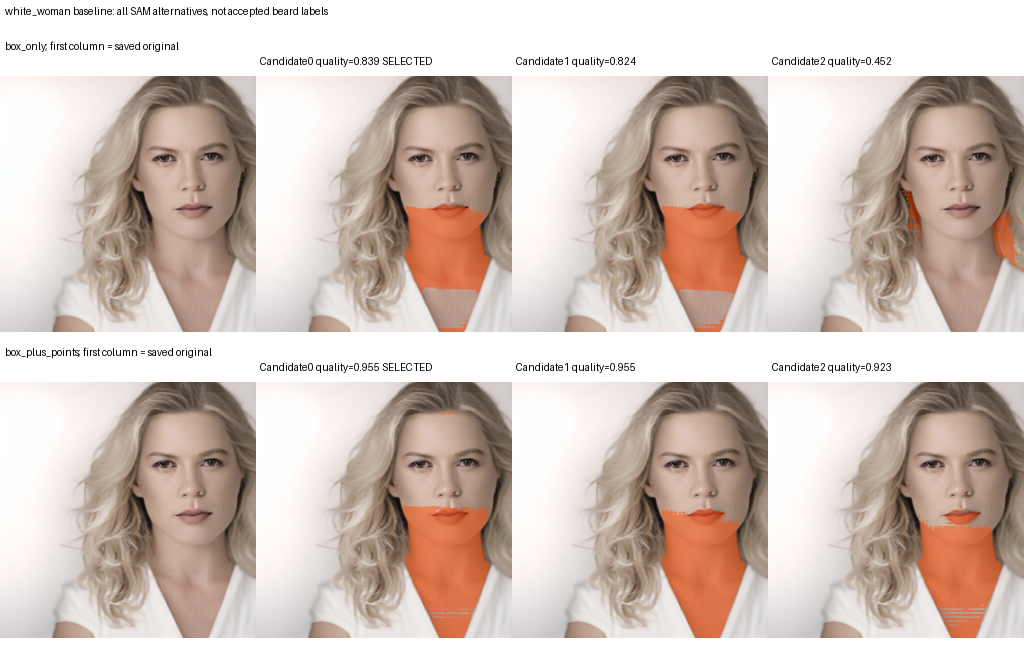 white_woman baseline: all SAM alternatives, not accepted beard labels
box_only; first column = saved original
Candidate0 quality=0.839 SELECTED
Candidate1 quality=0.824
Candidate2 quality=0.452
box_plus_points; first column = saved original
Candidate0 quality=0.955 SELECTED
Candidate1 quality=0.955
Candidate2 quality=0.923